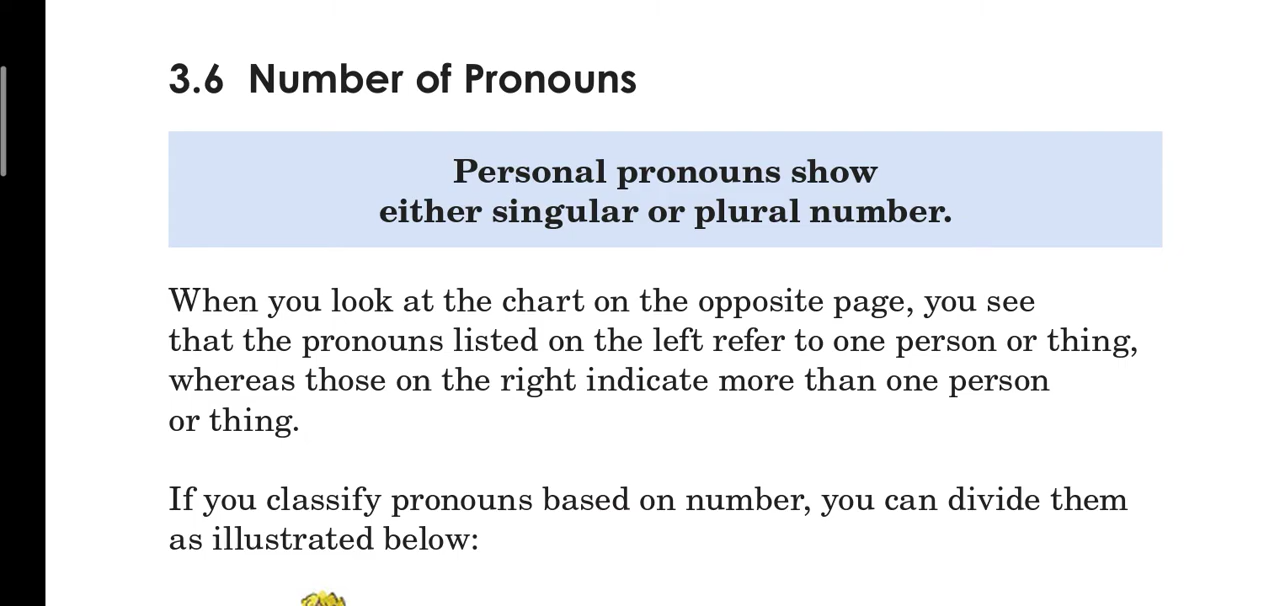 3.6 Number of Pronouns
Personal pronouns show
either singular or plural number.
When you look at the chart on the opposite page, you see
that the pronouns listed on the left refer to one person or thing,
whereas those on the right indicate more than one person
or thing.
If you classify pronouns based on number, you can divide them
as illustrated below: